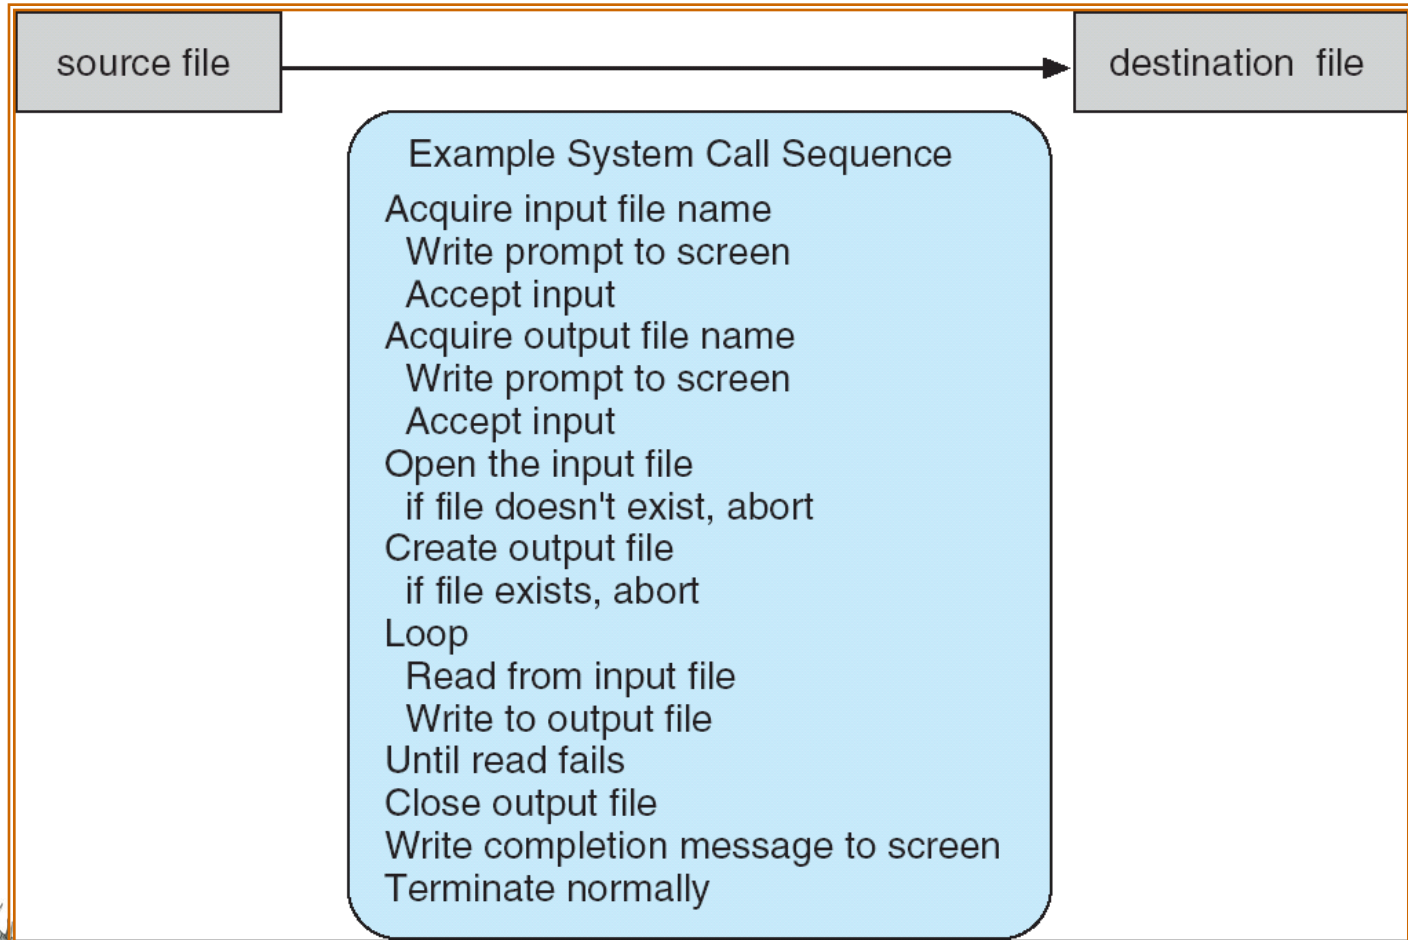 source file
destination file
Example System Call Sequence
Acquire input file name
Write prompt to screen
Accept input
Acquire output file name
Write prompt to screen
Accept input
Open the input file
if file doesn't exist, abort
Create output file
if file exists, abort
Loop
Read from input file
Write to output file
Until read fails
Close output file
Write completion message to screen
Terminate normally